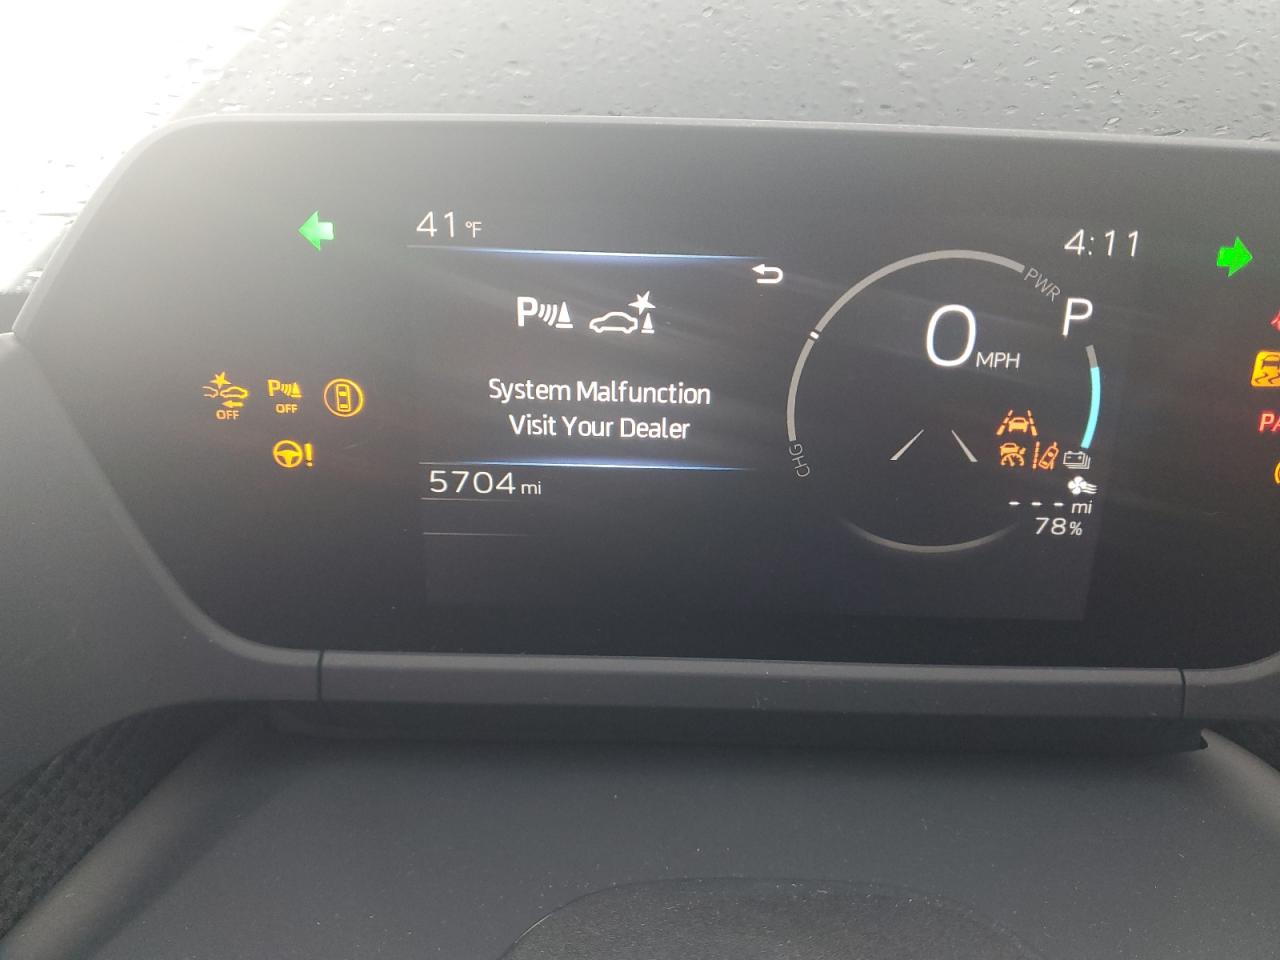 41 °F
4:11
PWR
P
P
0 MPH
OFF
P
OFF
System Malfunction
Visit Your Dealer
CHG
5704 mi
- - - mi
78%